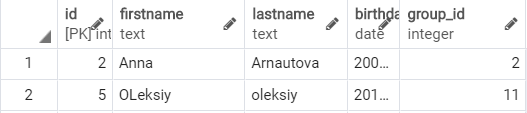 id firstname lastname birthda group_id
[PK] int text text date integer
1 2 Anna Arnautova 200... 2
2 5 OLeksiy oleksiy 201... 11